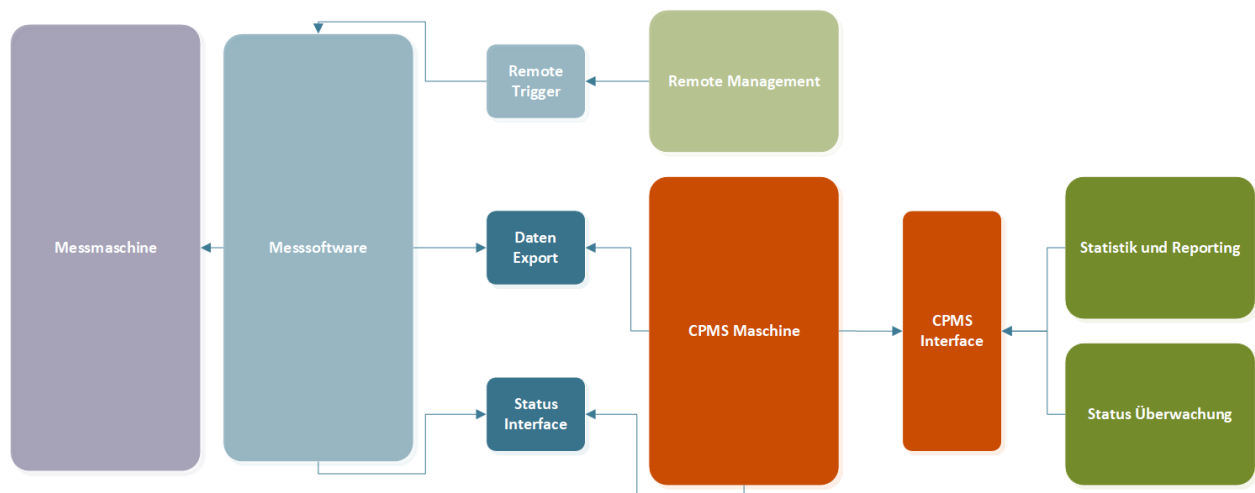 Messmaschine
Messsoftware
Remote
Trigger
Remote Management
Daten
Export
CPMS Maschine
CPMS
Interface
Statistik und Reporting
Status
Interface
Status Überwachung